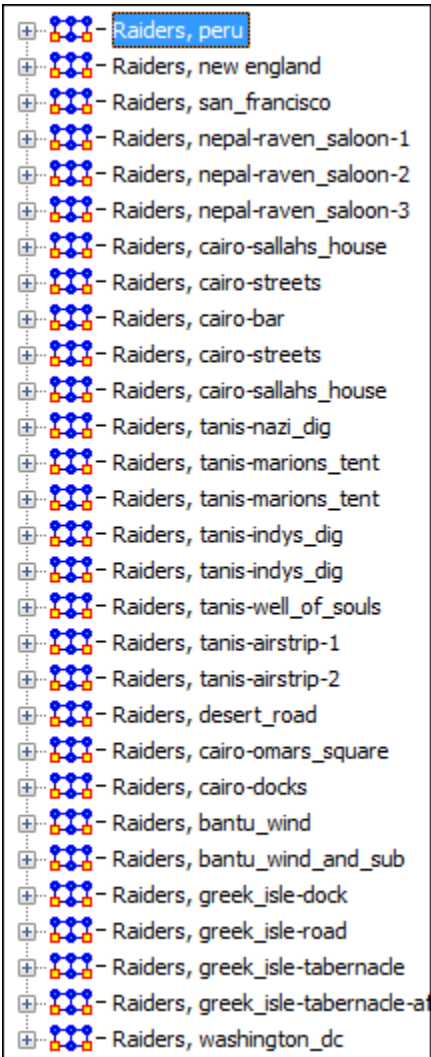 Raiders, peru
Raiders, new england
Raiders, san_francisco
Raiders, nepal-raven_saloon-1
Raiders, nepal-raven_saloon-2
Raiders, nepal-raven_saloon-3
Raiders, cairo-sallahs_house
Raiders, cairo-streets
Raiders, cairo-bar
Raiders, cairo-streets
Raiders, cairo-sallahs_house
Raiders, tanis-nazi_dig
Raiders, tanis-marions_tent
Raiders, tanis-marions_tent
Raiders, tanis-indys_dig
Raiders, tanis-indys_dig
Raiders, tanis-well_of_souls
Raiders, tanis-airstrip-1
Raiders, tanis-airstrip-2
Raiders, desert_road
Raiders, cairo-omars_square
Raiders, cairo-docks
Raiders, bantu_wind
Raiders, bantu_wind_and_sub
Raiders, greek_isle-dock
Raiders, greek_isle-road
Raiders, greek_isle-tabernacle
Raiders, greek_isle-tabernacle-af
Raiders, washington_dc